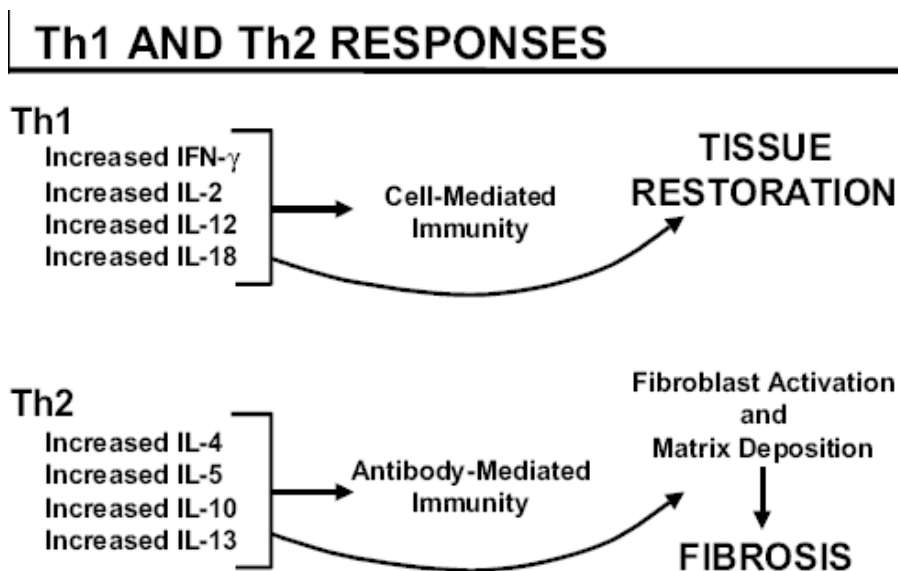 Th1 AND Th2 RESPONSES
Th1
Increased IFN-γ
Increased IL-2
Increased IL-12
Increased IL-18
Cell-Mediated
Immunity
TISSUE
RESTORATION
Th2
Increased IL-4
Increased IL-5
Increased IL-10
Increased IL-13
Antibody-Mediated
Immunity
Fibroblast Activation
and
Matrix Deposition
FIBROSIS